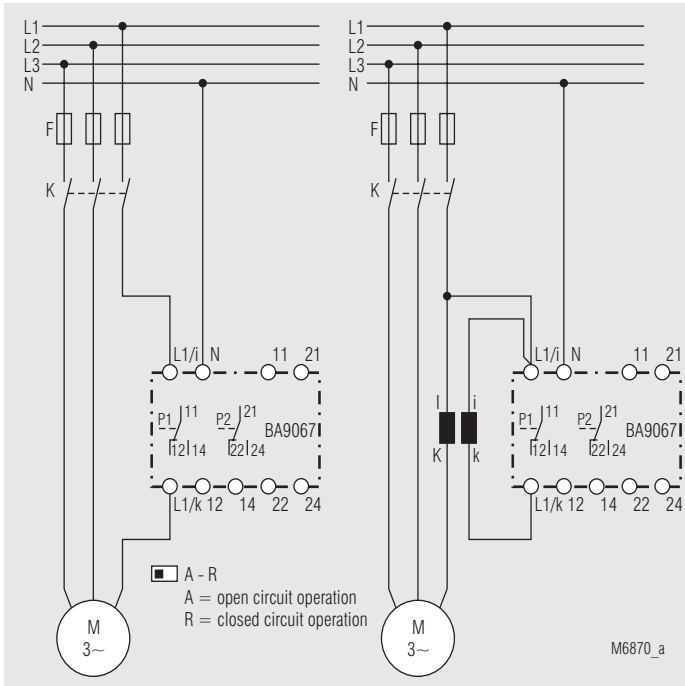 L1
L2
L3
N
F
K
L1/i N 11 21
P1 11 P2 21
BA9067
12 14 22 24
L1/k 12 14 22 24
A - R
A = open circuit operation
R = closed circuit operation
M
3~
L1
L2
L3
N
F
K
L1/i N 11 21
l i
P1 11 P2 21
BA9067
K k
12 14 22 24
L1/k 12 14 22 24
M
3~
M6870_a